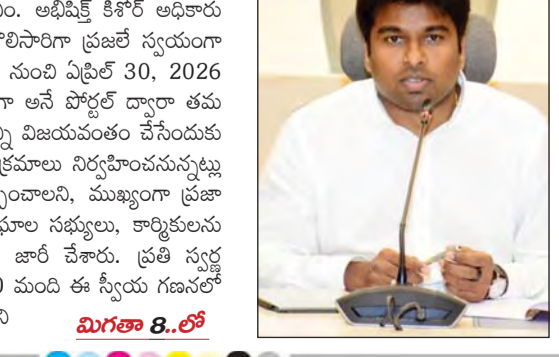 నం. అభిషిక్త్ కిశోర్ అధికారు
లిసారిగా ప్రజలే స్వయంగా
నుంచి ఏప్రిల్ 30, 2026
గా అనే పోర్టల్ ద్వారా తమ
న్ని విజయవంతం చేసేందుకు
క్రమాలు నిర్వహించనున్నట్లు
్పంచాలని, ముఖ్యంగా ప్రజా
ఘాల సభ్యులు, కార్మికులను
జారీ చేశారు. ప్రతి స్వర్ణ
0 మంది ఈ స్వీయ గణనలో
ని
మిగతా 8..లో